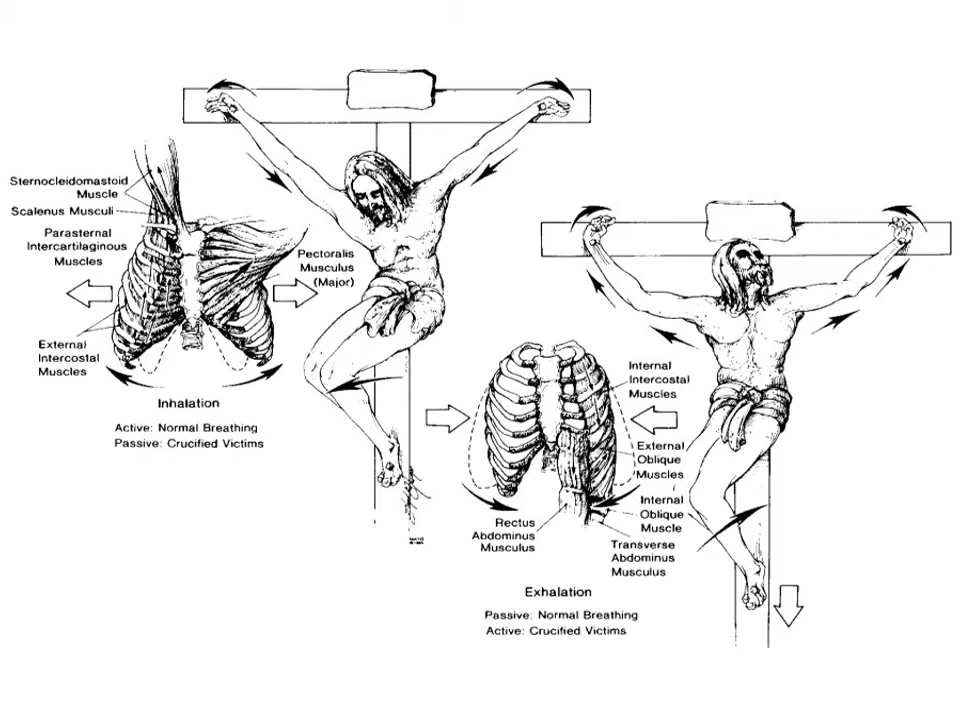 Sternocleidomastoid
Muscle
Scalenus Musculi
Parasternal
Intercartilaginous
Muscles
Pectoralis
Musculus
(Major)
External
Intercostal
Muscles
Inhalation
Active: Normal Breathing
Passive: Crucified Victims
Internal
Intercostal
Muscles
External
Oblique
Muscles
Internal
Oblique
Muscle
Rectus
Abdominus
Musculus
Transverse
Abdominus
Musculus
Exhalation
Passive: Normal Breathing
Active: Crucified Victims